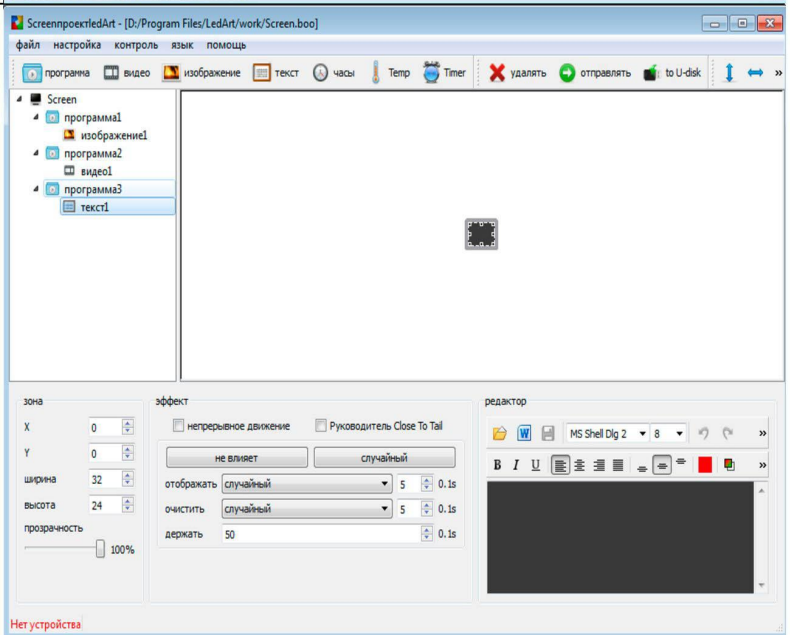 ScreenпроектledArt - [D:/Program Files/LedArt/work/Screen.boo]
файл настройка контроль язык помощь
программа видео изображение текст часы Temp Timer удалять отправлять to U-disk »
Screen
программа1
изображение1
программа2
видео1
программа3
текст1
зона эффект редактор
X 0 непрерывное движение Руководитель Close To Tail MS Shell Dlg 2 8 »
Y 0 не влияет случайный B I U »
ширина 32 отображать случайный 5 0.1s
высота 24 очистить случайный 5 0.1s
прозрачность держать 50 0.1s
100%
Нет устройства